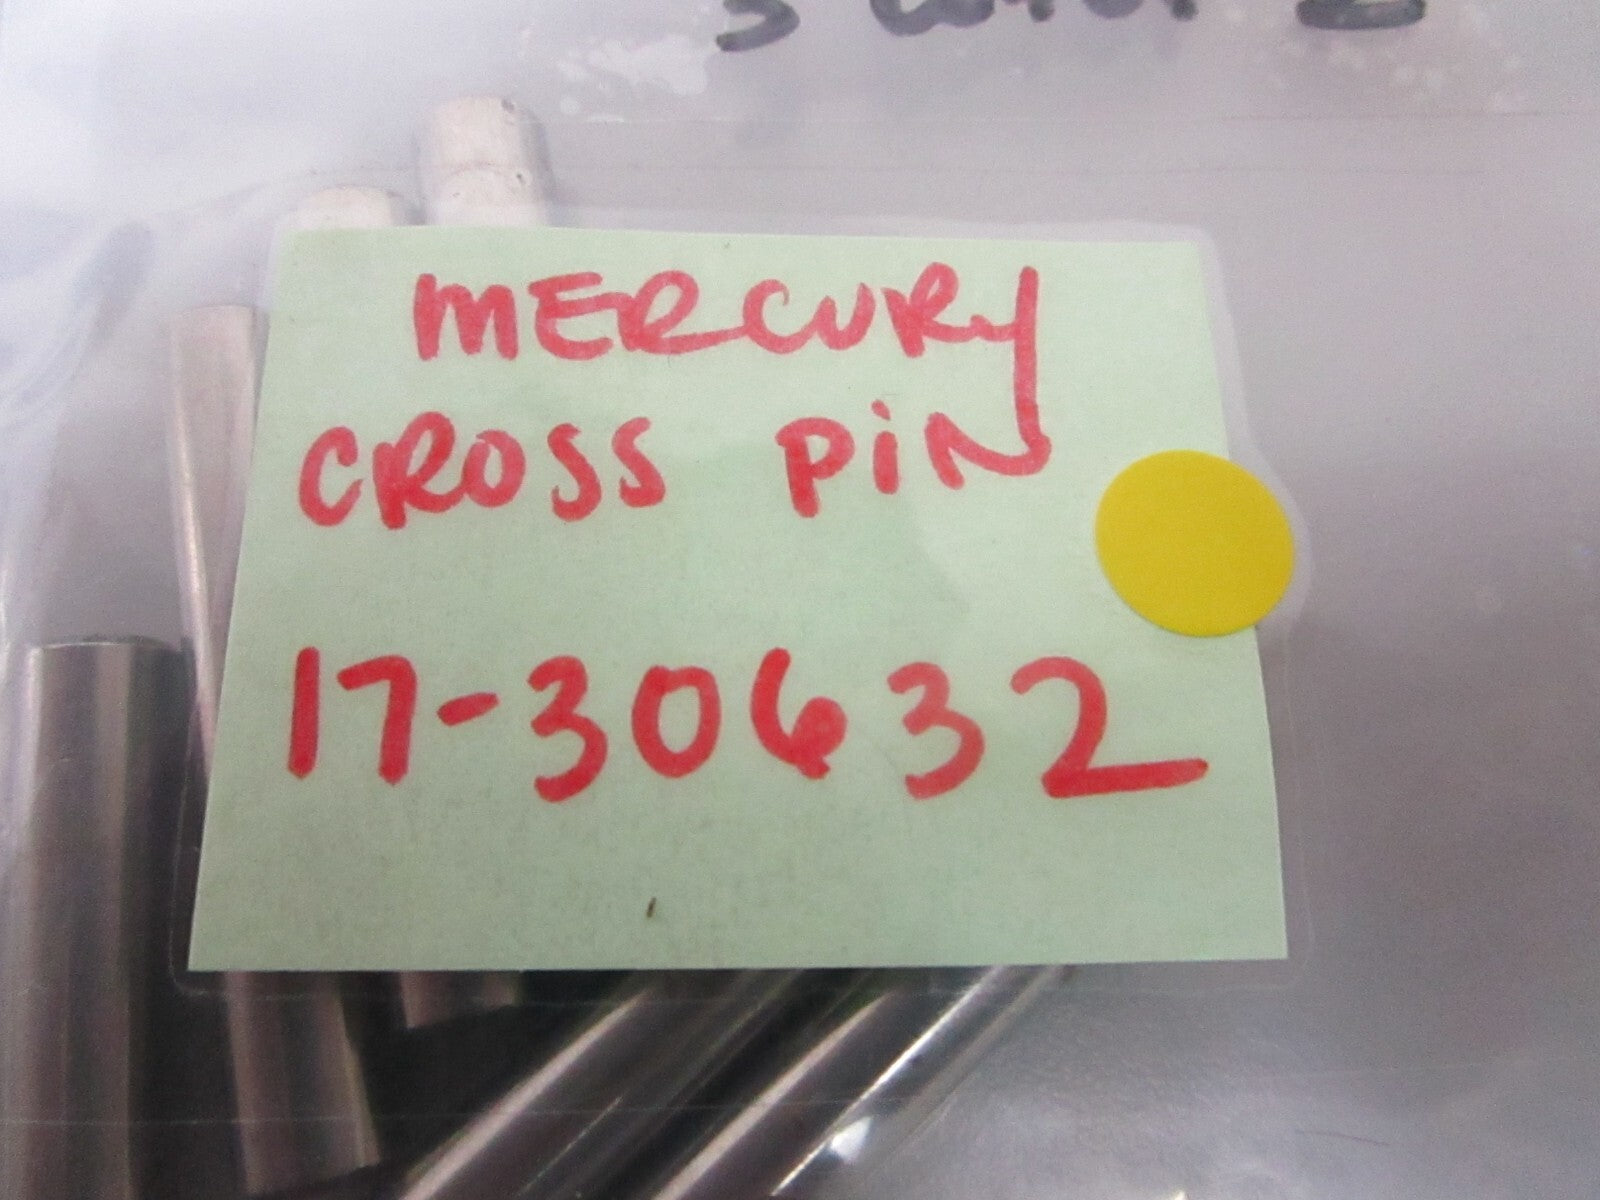 MERCURY
CROSS PiN
17-30632